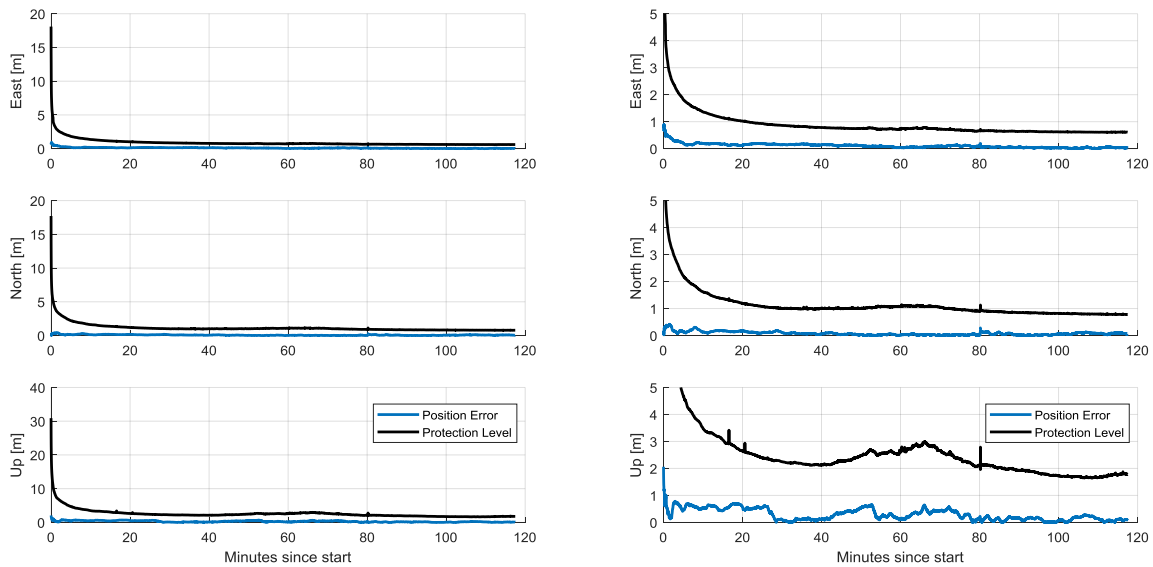 20
15
10
5
0
East [m]
0 20 40 60 80 100 120
5
4
3
2
1
0
East [m]
0 20 40 60 80 100 120
20
15
10
5
0
North [m]
0 20 40 60 80 100 120
5
4
3
2
1
0
North [m]
0 20 40 60 80 100 120
40
30
20
10
0
Up [m]
Position Error
Protection Level
0 20 40 60 80 100 120
Minutes since start
5
4
3
2
1
0
Up [m]
Position Error
Protection Level
0 20 40 60 80 100 120
Minutes since start